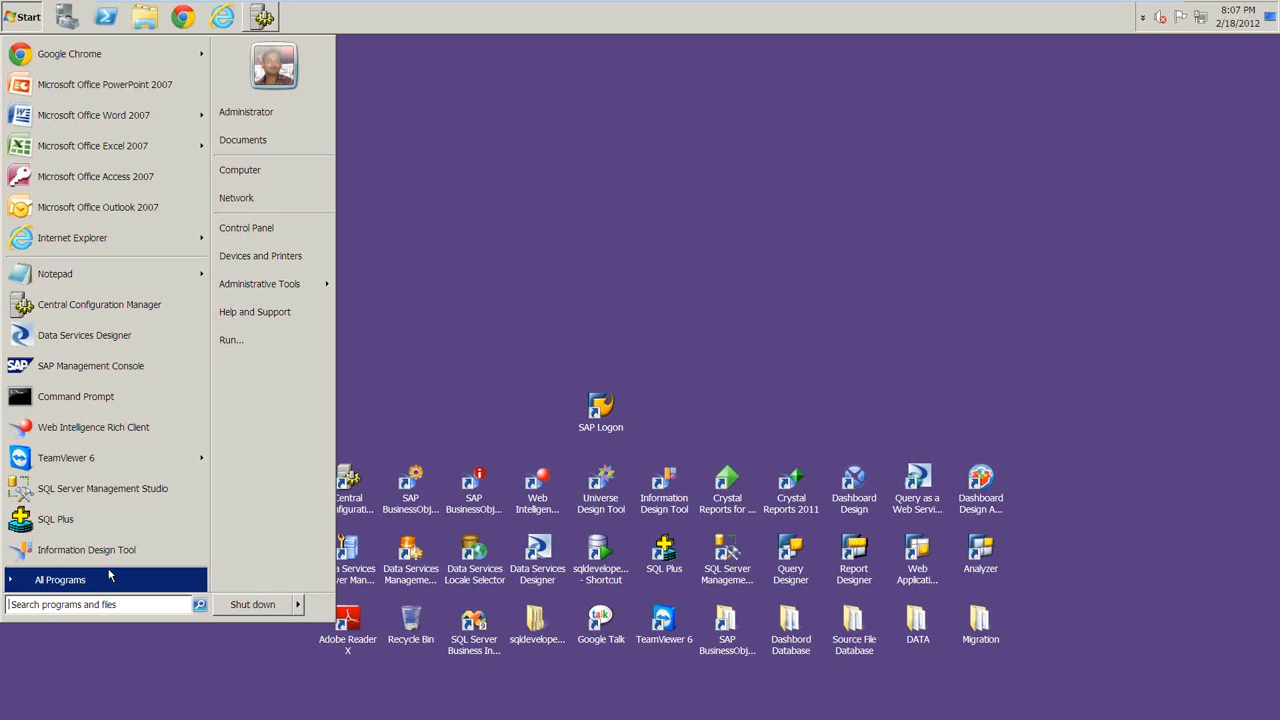 Start
8:07 PM
2/18/2012
Google Chrome
Microsoft Office PowerPoint 2007
Microsoft Office Word 2007
Microsoft Office Excel 2007
Microsoft Office Access 2007
Microsoft Office Outlook 2007
Internet Explorer
Notepad
Central Configuration Manager
Data Services Designer
SAP Management Console
Command Prompt
Web Intelligence Rich Client
TeamViewer 6
SQL Server Management Studio
SQL Plus
Information Design Tool
All Programs
Search programs and files
Administrator
Documents
Computer
Network
Control Panel
Devices and Printers
Administrative Tools
Help and Support
Run...
Shut down
SAP Logon
Central
SAP BusinessObj...
SAP BusinessObj...
Web Intelligen...
Universe Design Tool
Information Design Tool
Crystal Reports for ...
Crystal Reports 2011
Dashboard Design
Query as a Web Servi...
Dashboard Design A...
Services
Data Services Manageme...
Data Services Locale Selector
Data Services Designer
sqldevelope... - Shortcut
SQL Plus
SQL Server Manageme...
Query Designer
Report Designer
Web Applicati...
Analyzer
Adobe Reader X
Recycle Bin
SQL Server Business In...
sqldevelope...
Google Talk
TeamViewer 6
SAP BusinessObj...
Dashbord Database
Source File Database
DATA
Migration